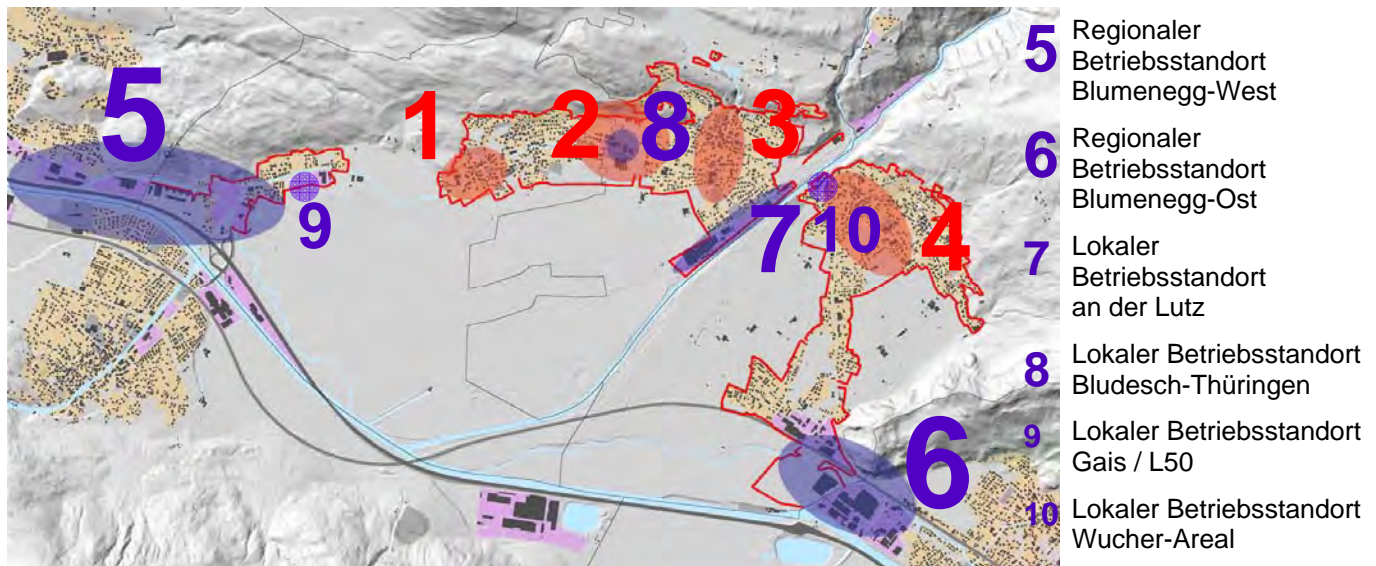 5
1
2
8
3
9
7
10
4
6
5 Regionaler
Betriebsstandort
Blumenegg-West
6 Regionaler
Betriebsstandort
Blumenegg-Ost
7 Lokaler
Betriebsstandort
an der Lutz
8 Lokaler Betriebsstandort
Bludesch-Thüringen
9 Lokaler Betriebsstandort
Gais / L50
10 Lokaler Betriebsstandort
Wucher-Areal